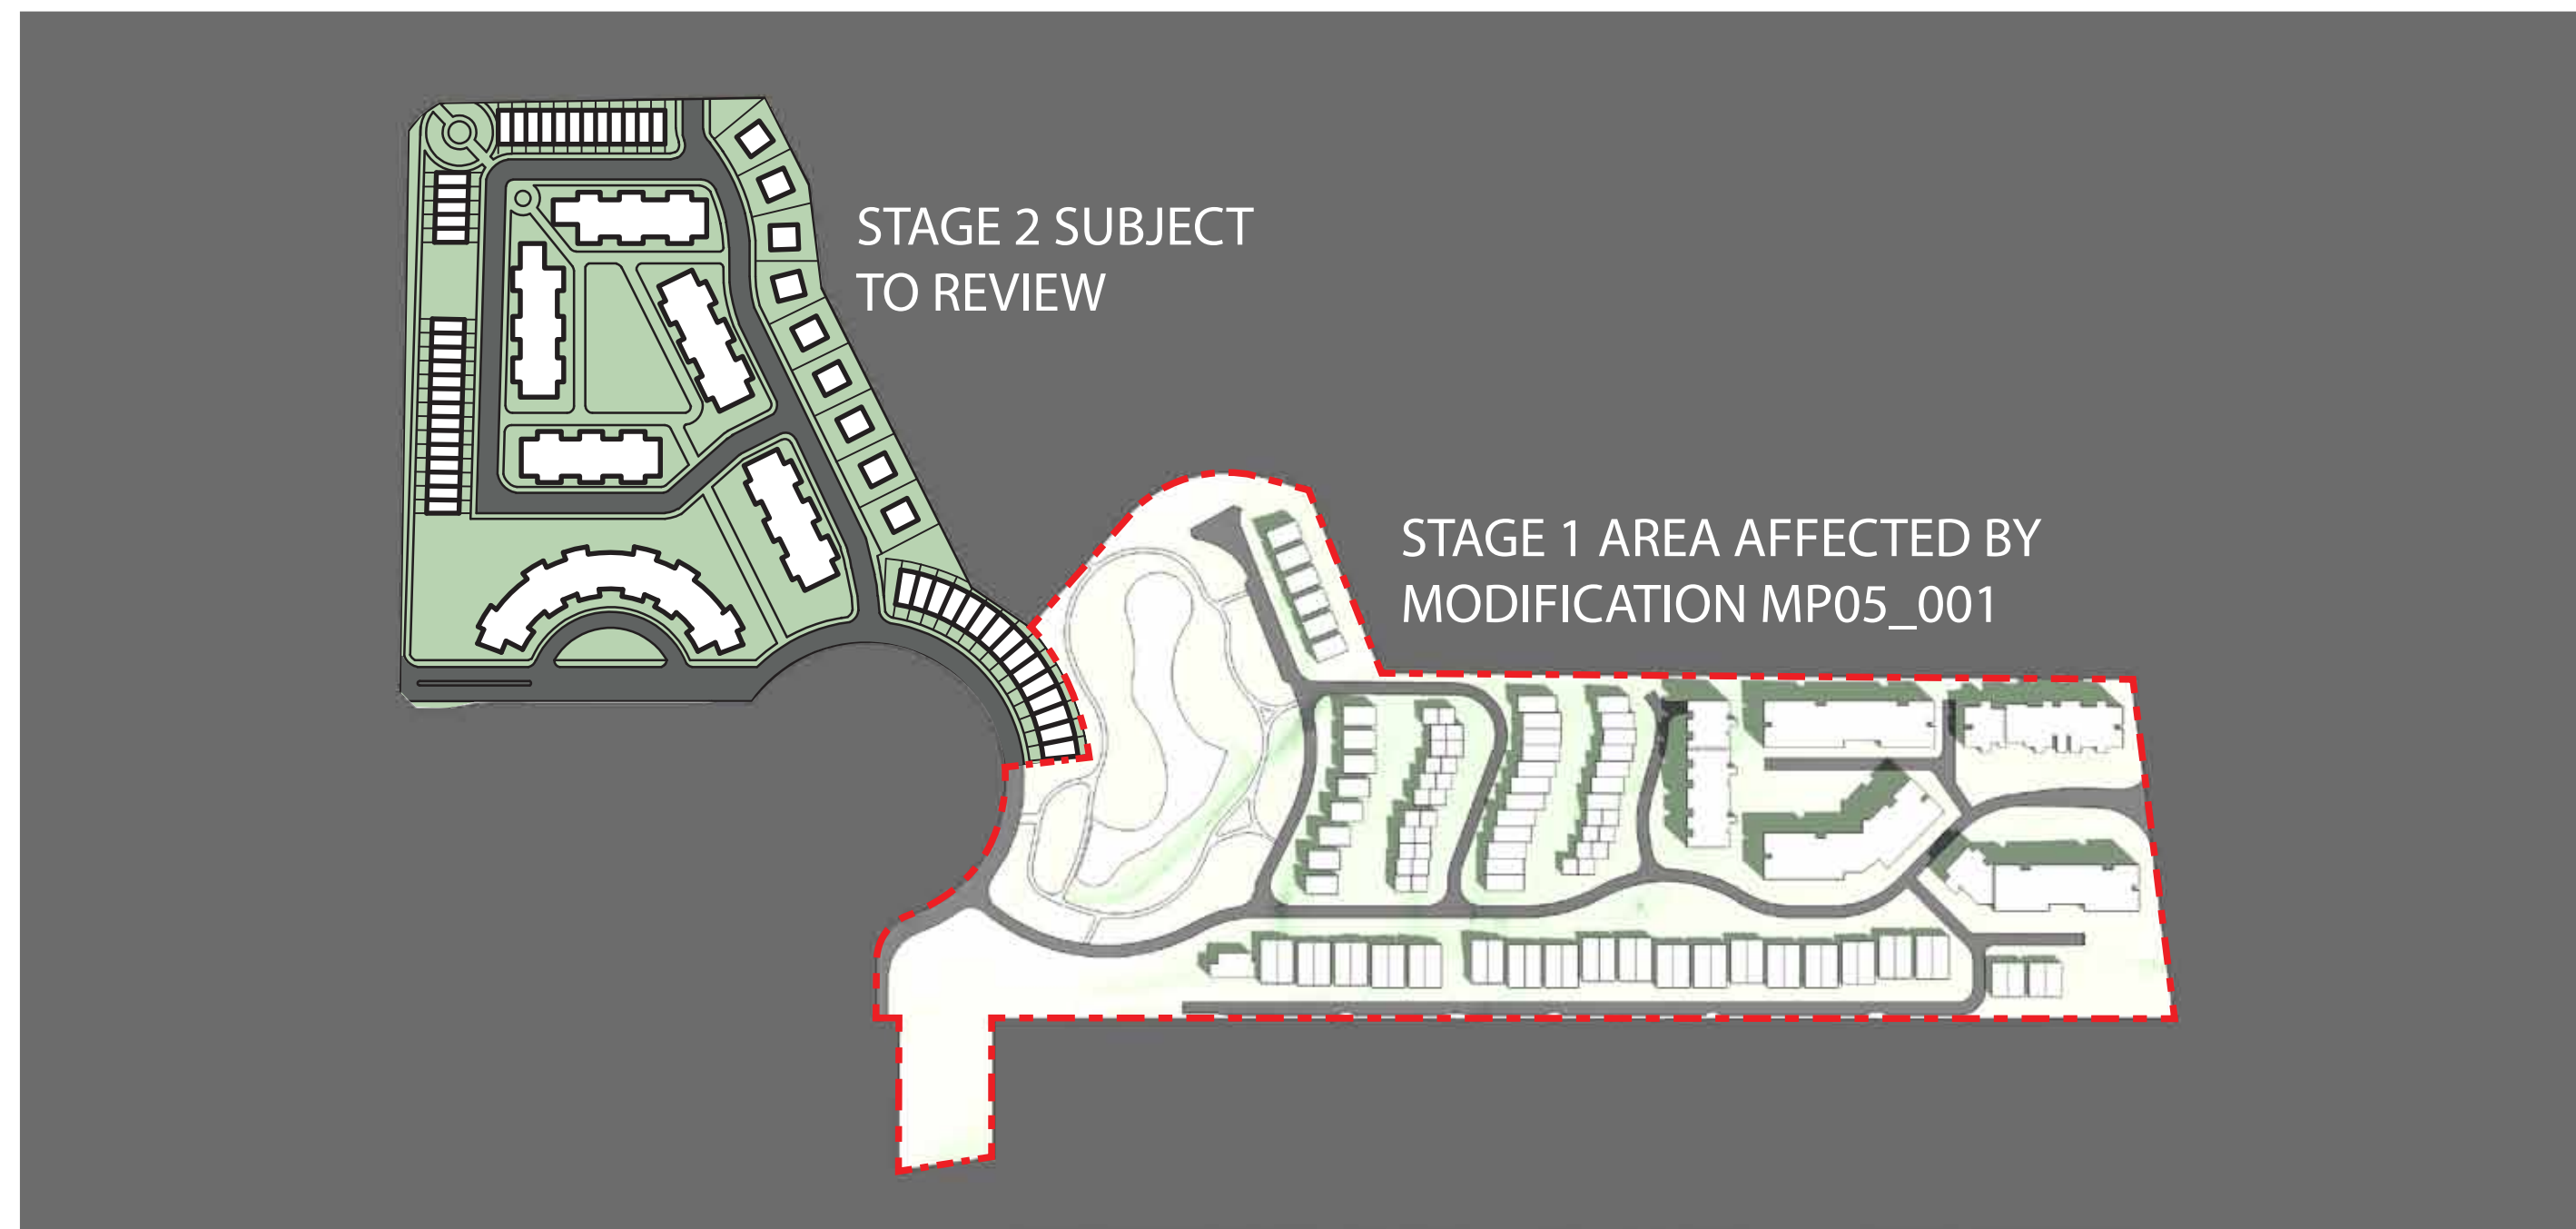 STAGE 2 SUBJECT
TO REVIEW
STAGE 1 AREA AFFECTED BY
MODIFICATION MP05_001